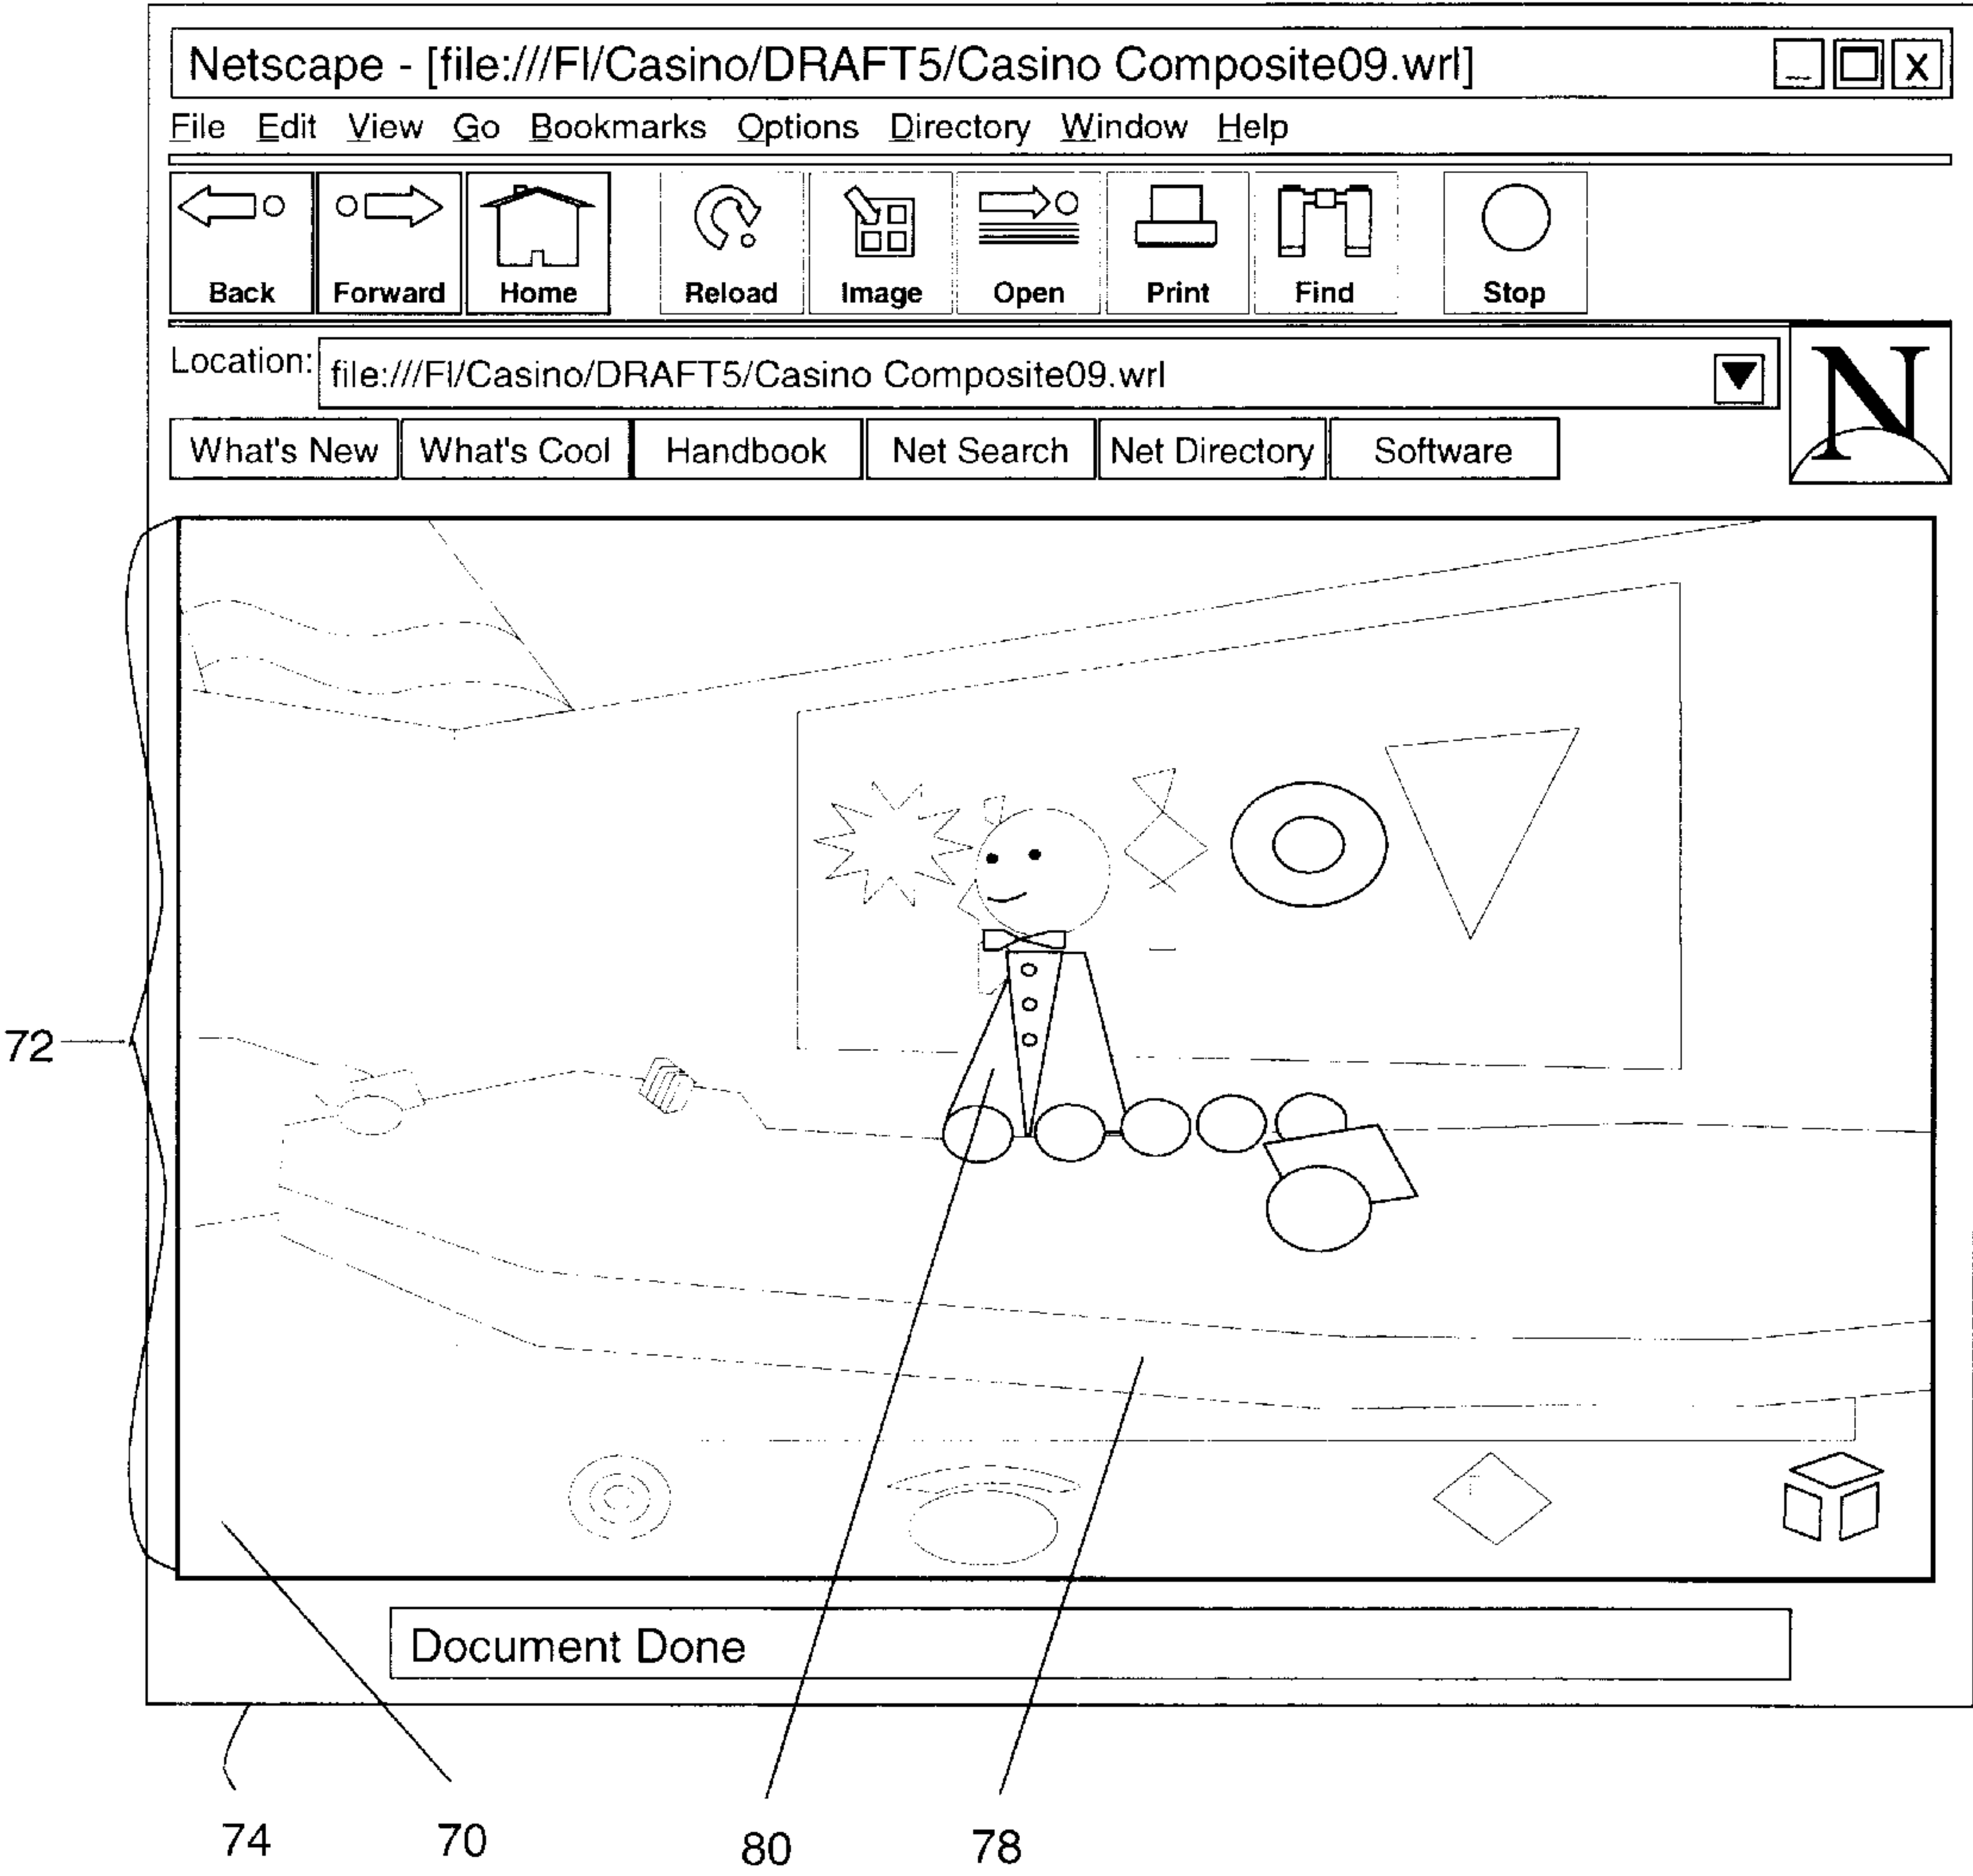 Netscape - [file:///Fl/Casino/DRAFT5/Casino Composite09.wrl] _ X
File Edit View Go Bookmarks Options Directory Window Help
Back Forward Home Reload Image Open Print Find Stop
Location: file:///Fl/Casino/DRAFT5/Casino Composite09.wrl
N
What's New What's Cool Handbook Net Search Net Directory Software
72
Document Done
74 70 80 78